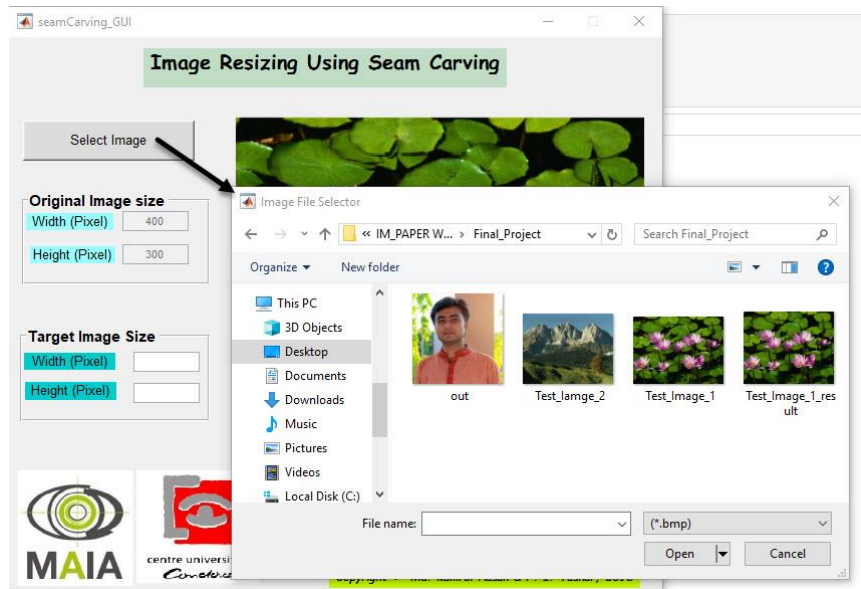 seamCarving_GUI
Image Resizing Using Seam Carving
Select Image
Original Image size
Width (Pixel) 400
Height (Pixel) 300
Target Image Size
Width (Pixel)
Height (Pixel)
MAIA
centre universi
Image File Selector
« IM_PAPER W... › Final_Project
Search Final_Project
Organize
New folder
This PC
3D Objects
Desktop
Documents
Downloads
Music
Pictures
Videos
Local Disk (C:)
out
Test_Iamge_2
Test_Image_1
Test_Image_1_res
ult
File name:
(*.bmp)
Open
Cancel